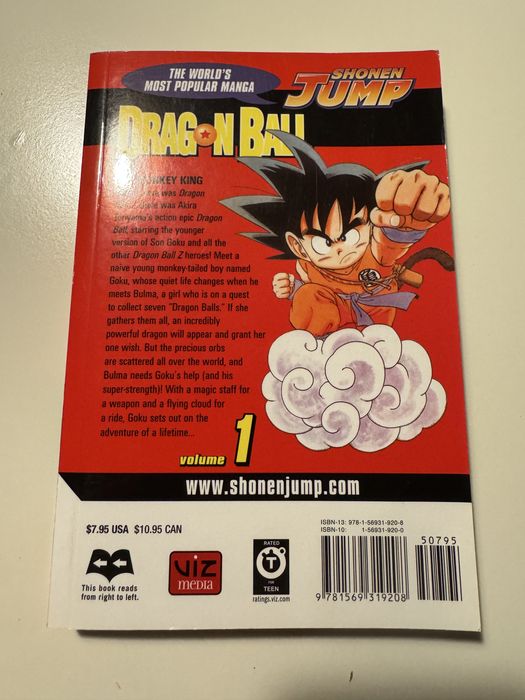 THE WORLD'S
MOST POPULAR MANGA
SHONEN
JUMP
DRAGON BALL
KEY KING
was Dragon
was Akira
Toriyama's action epic Dragon
Ball, starring the younger
version of Son Goku and all the
other Dragon Ball Z heroes! Meet a
naive young monkey-tailed boy named
Goku, whose quiet life changes when he
meets Bulma, a girl who is on a quest
to collect seven "Dragon Balls." If she
gathers them all, an incredibly
powerful dragon will appear and grant her
one wish. But the precious orbs
are scattered all over the world, and
Bulma needs Goku's help (and his
super-strength)! With a magic staff for
a weapon and a flying cloud for
a ride, Goku sets out on the
adventure of a lifetime...
volume 1
www.shonenjump.com
$7.95 USA $10.95 CAN
This book reads
from right to left.
VIZ
MEDIA
RATED
T
FOR
TEEN
ratings.viz.com
ISBN-13: 978-1-56931-920-8
ISBN-10: 1-56931-920-0
50795
9 781569 319208